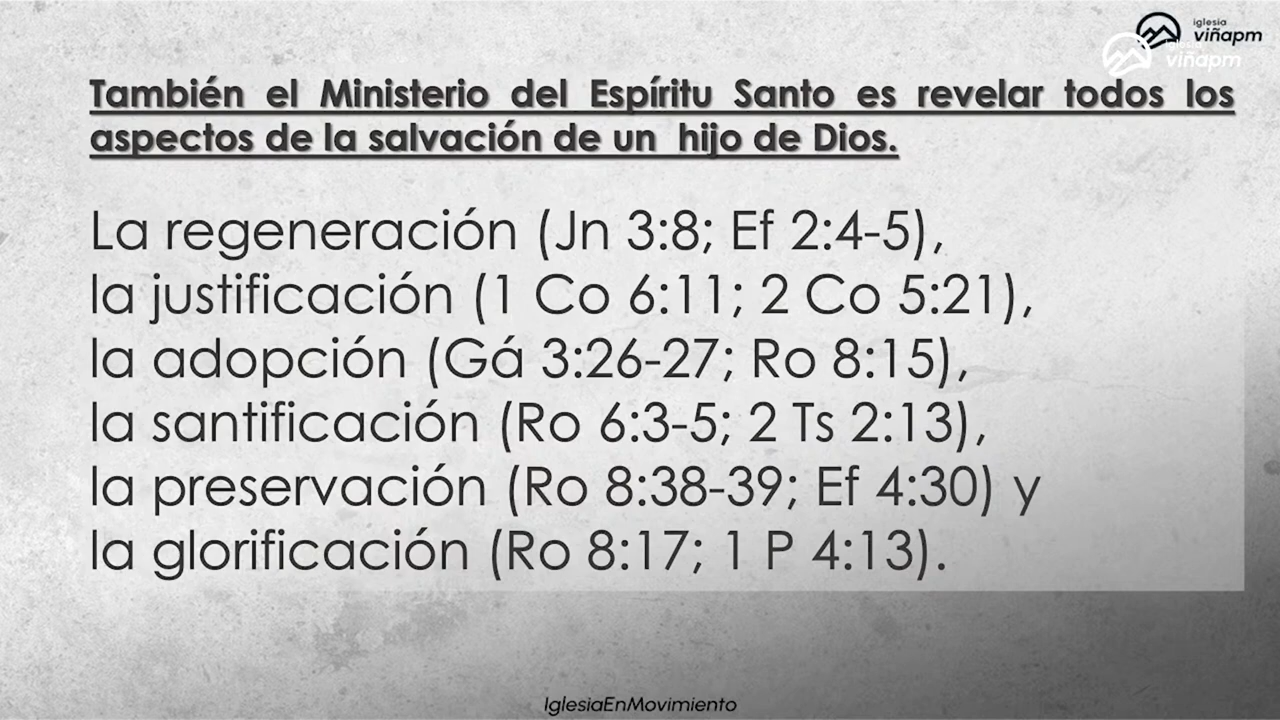 iglesia
viñapm
iglesia
viñapm
También el Ministerio del Espíritu Santo es revelar todos los
aspectos de la salvación de un hijo de Dios.
La regeneración (Jn 3:8; Ef 2:4-5),
la justificación (1 Co 6:11; 2 Co 5:21),
la adopción (Gá 3:26-27; Ro 8:15),
la santificación (Ro 6:3-5; 2 Ts 2:13),
la preservación (Ro 8:38-39; Ef 4:30) y
la glorificación (Ro 8:17; 1 P 4:13).
IglesiaEnMovimiento